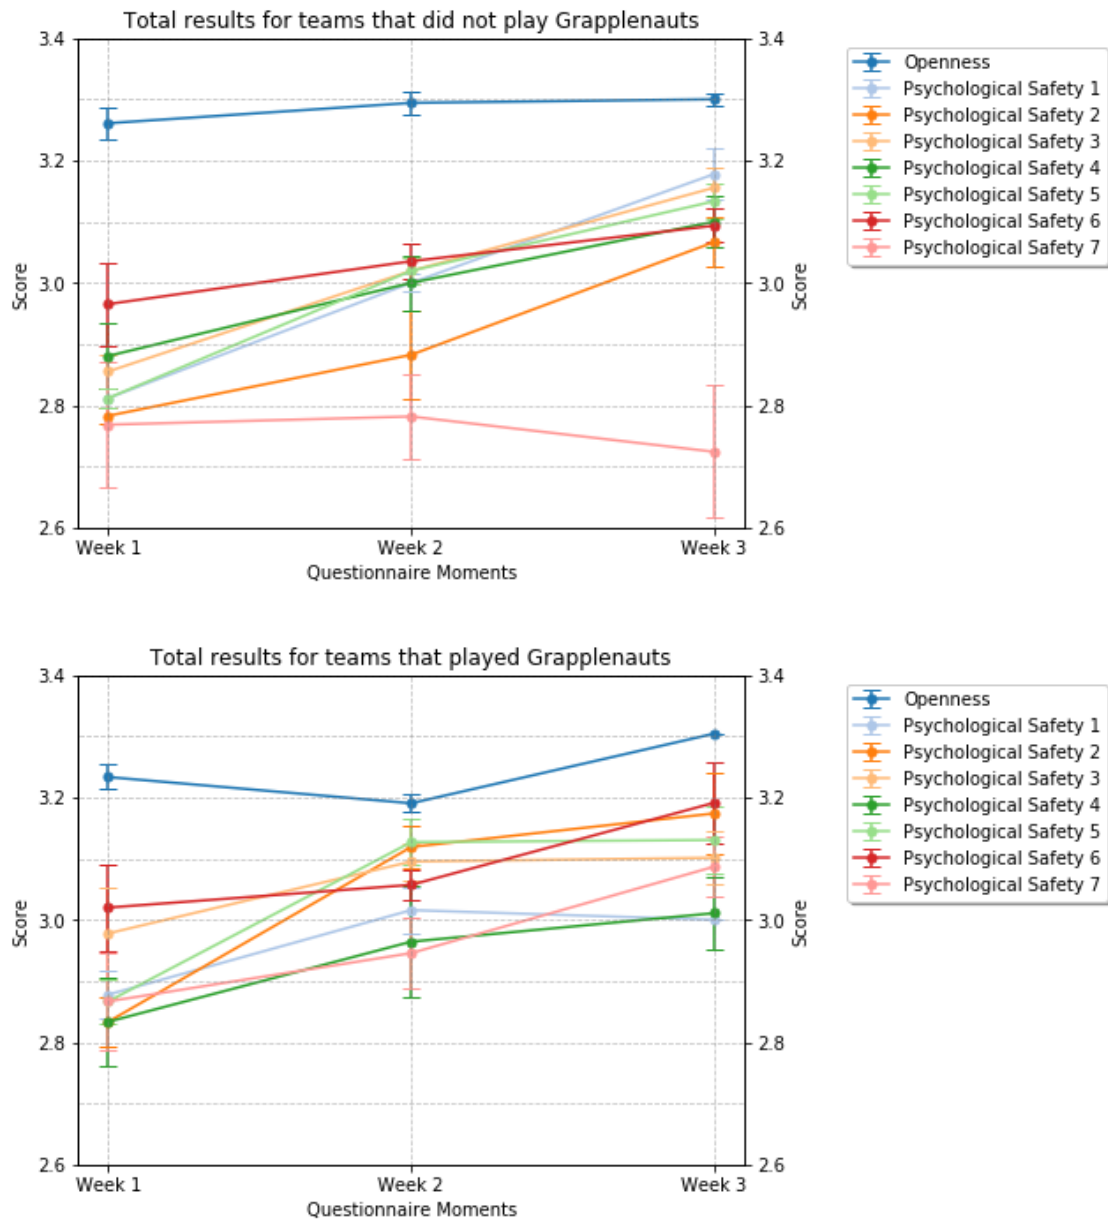 Total results for teams that did not play Grapplenauts
3.4
3.2
3.0
2.8
2.6
Score
3.4
3.2
3.0
2.8
2.6
Score
Week 1
Week 2
Week 3
Questionnaire Moments
Openness
Psychological Safety 1
Psychological Safety 2
Psychological Safety 3
Psychological Safety 4
Psychological Safety 5
Psychological Safety 6
Psychological Safety 7
Total results for teams that played Grapplenauts
3.4
3.2
3.0
2.8
2.6
Score
3.4
3.2
3.0
2.8
2.6
Score
Week 1
Week 2
Week 3
Questionnaire Moments
Openness
Psychological Safety 1
Psychological Safety 2
Psychological Safety 3
Psychological Safety 4
Psychological Safety 5
Psychological Safety 6
Psychological Safety 7